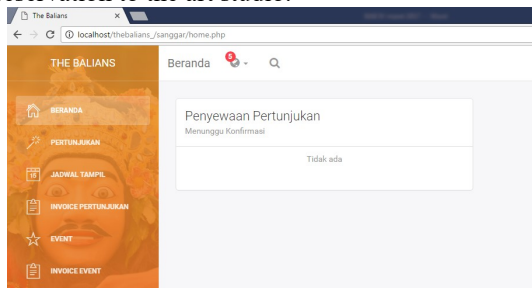 The Balians
localhost/thebalians_/sanggar/home.php
THE BALIANS
Beranda
5
BERANDA
PERTUNJUKAN
JADWAL TAMPIL
INVOICE PERTUNJUKAN
EVENT
INVOICE EVENT
Penyewaan Pertunjukan
Menunggu Konfirmasi
Tidak ada